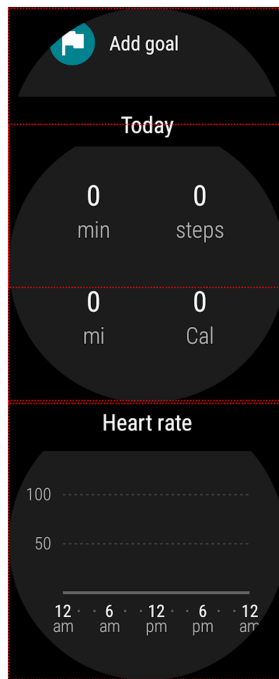 Add goal
Today
0 0
min steps
0 0
mi Cal
Heart rate
100
50
12 6 12 6 12
am am pm pm am